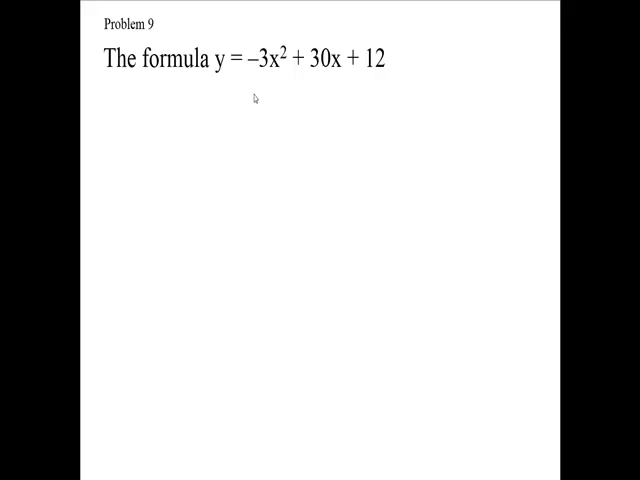 Problem 9
The formula y = –3x² + 30x + 12